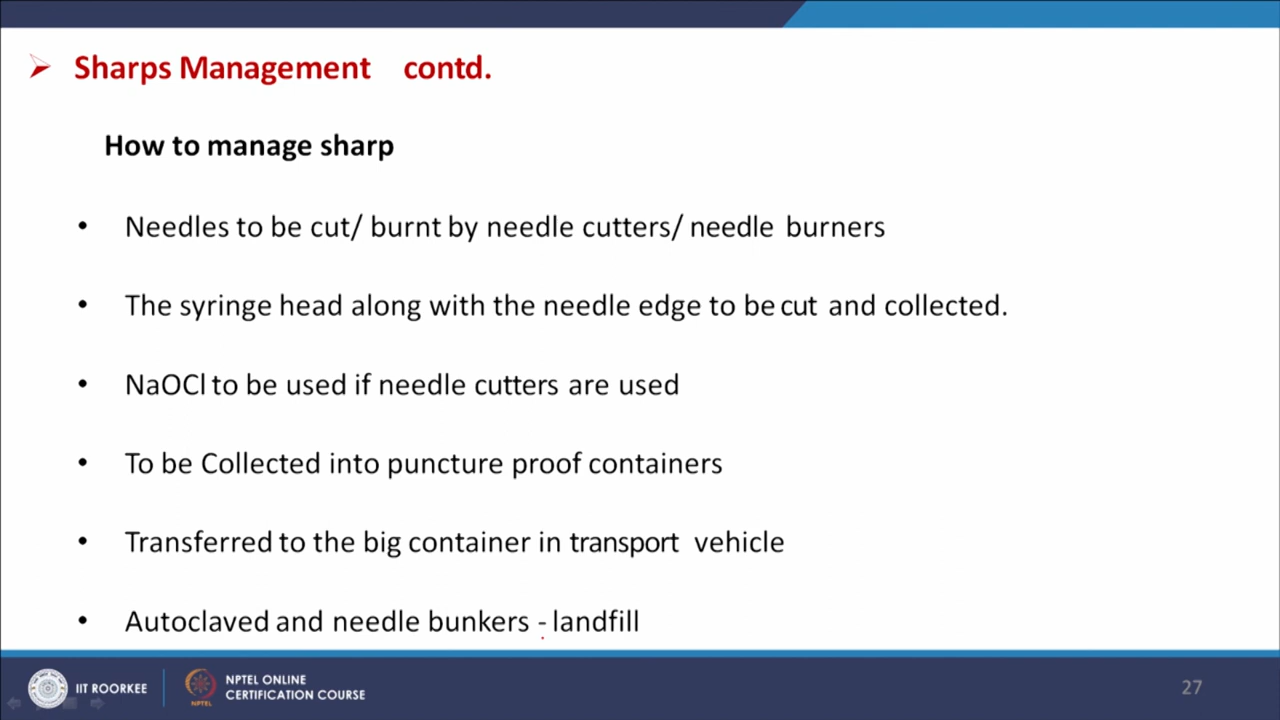 Sharps Management contd.
How to manage sharp
• Needles to be cut/ burnt by needle cutters/ needle burners
• The syringe head along with the needle edge to be cut and collected.
• NaOCl to be used if needle cutters are used
• To be Collected into puncture proof containers
• Transferred to the big container in transport vehicle
• Autoclaved and needle bunkers - landfill
IIT ROORKEE
NPTEL
NPTEL ONLINE
CERTIFICATION COURSE
27